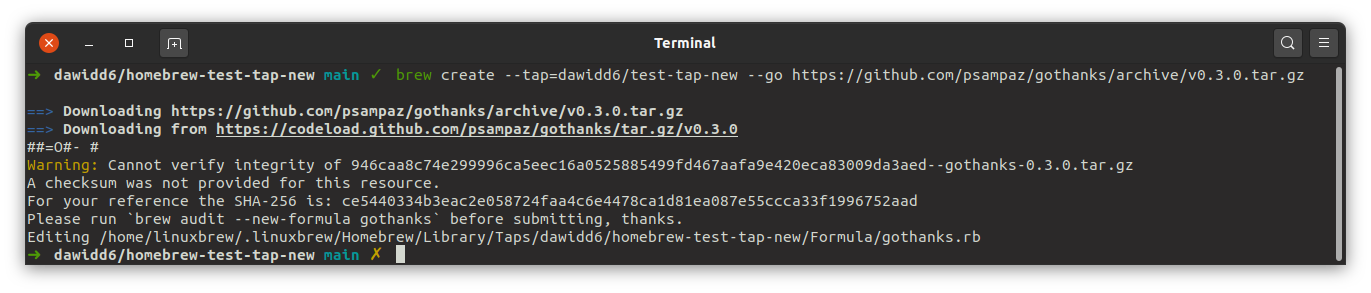 Terminal
➜ dawidd6/homebrew-test-tap-new main ✓ brew create --tap=dawidd6/test-tap-new --go https://github.com/psampaz/gothanks/archive/v0.3.0.tar.gz
==> Downloading https://github.com/psampaz/gothanks/archive/v0.3.0.tar.gz
==> Downloading from https://codeload.github.com/psampaz/gothanks/tar.gz/v0.3.0
##=O#- #
Warning: Cannot verify integrity of 946caa8c74e299996ca5eec16a0525885499fd467aafa9e420eca83009da3aed--gothanks-0.3.0.tar.gz
A checksum was not provided for this resource.
For your reference the SHA-256 is: ce5440334b3eac2e058724faa4c6e4478ca1d81ea087e55ccca33f1996752aad
Please run `brew audit --new-formula gothanks` before submitting, thanks.
Editing /home/linuxbrew/.linuxbrew/Homebrew/Library/Taps/dawidd6/homebrew-test-tap-new/Formula/gothanks.rb
➜ dawidd6/homebrew-test-tap-new main ✗